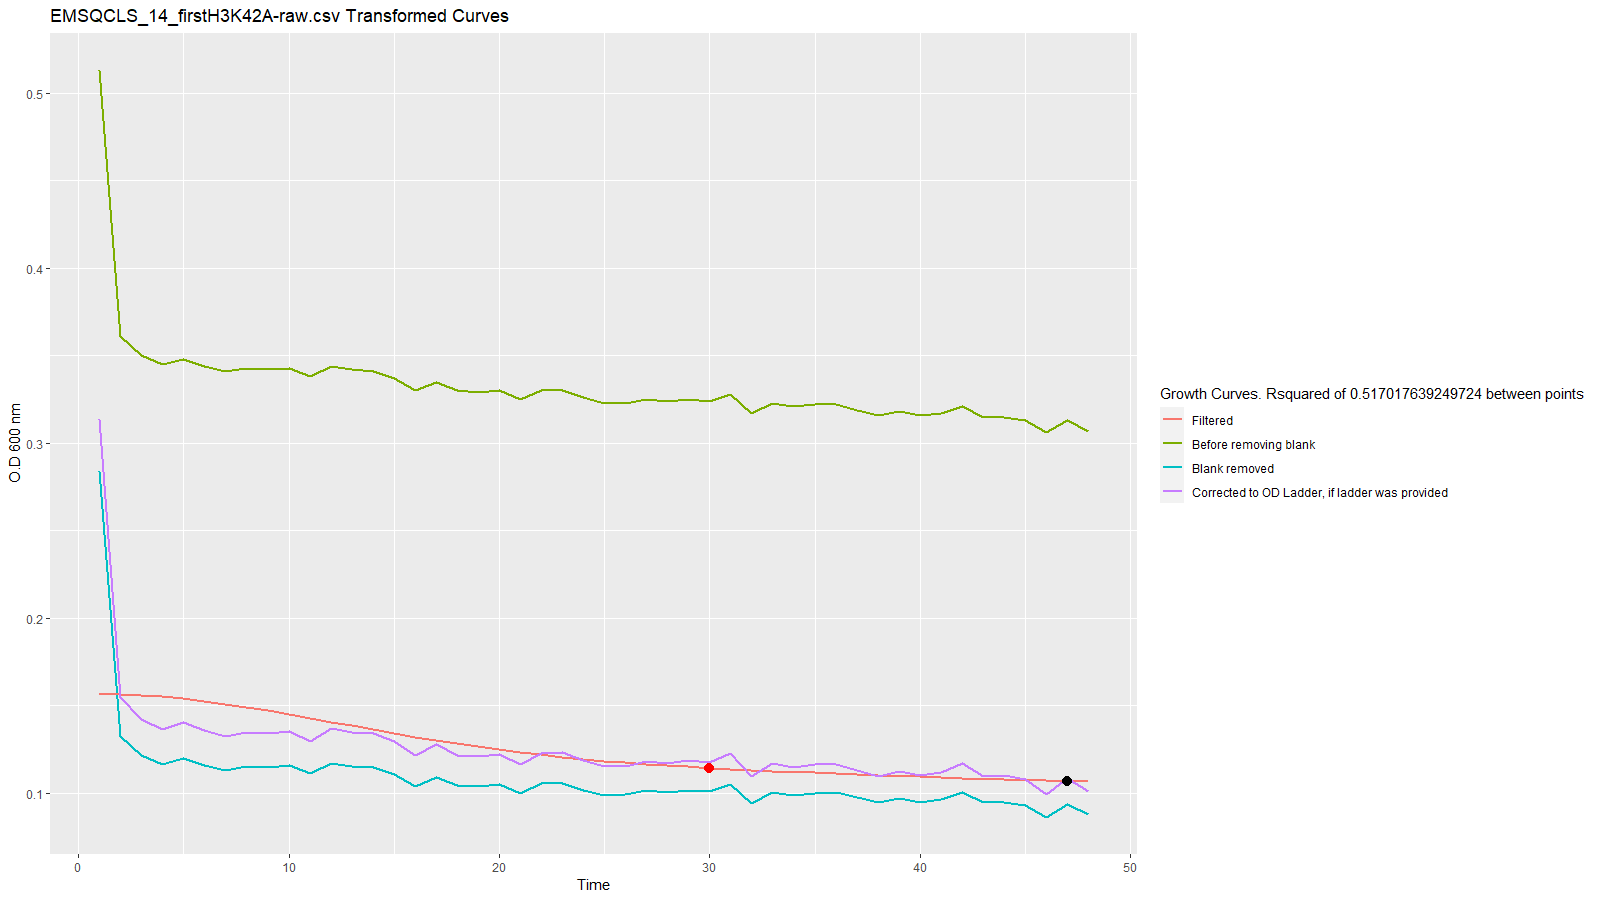 EMSQCLS_14_firstH3K42A-raw.csv Transformed Curves
O.D 600 nm
0.5
0.4
0.3
0.2
0.1
0 10 20 30 40 50
Time
Growth Curves. Rsquared of 0.517017639249724 between points
Filtered
Before removing blank
Blank removed
Corrected to OD Ladder, if ladder was provided